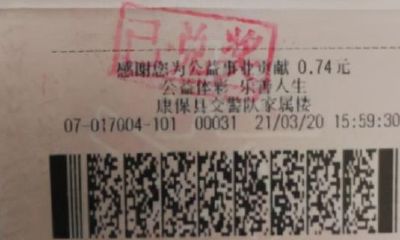 已兑奖
感谢您为公益事业贡献 0.74元
公益体彩 乐善人生
康保县交警队家属楼
07-017004-101 00031 21/03/20 15:59:30